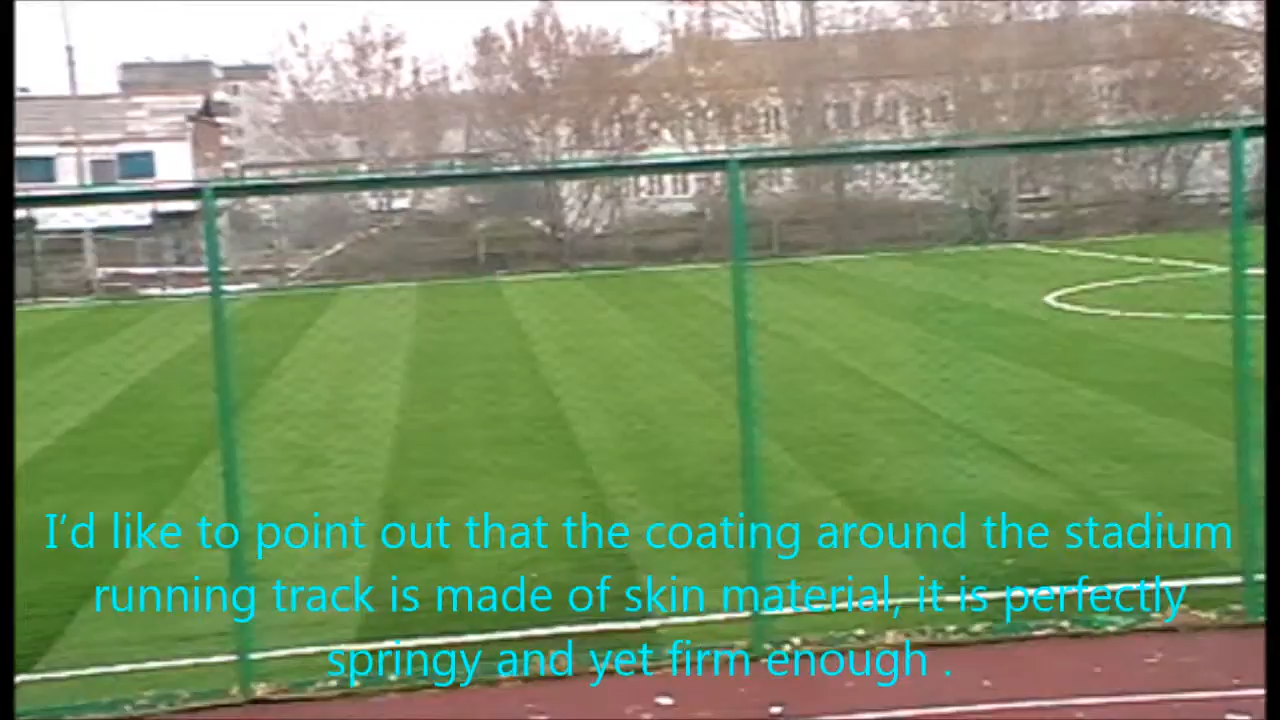 I'd like to point out that the coating around the stadium
running track is made of skin material, it is perfectly
springy and yet firm enough .